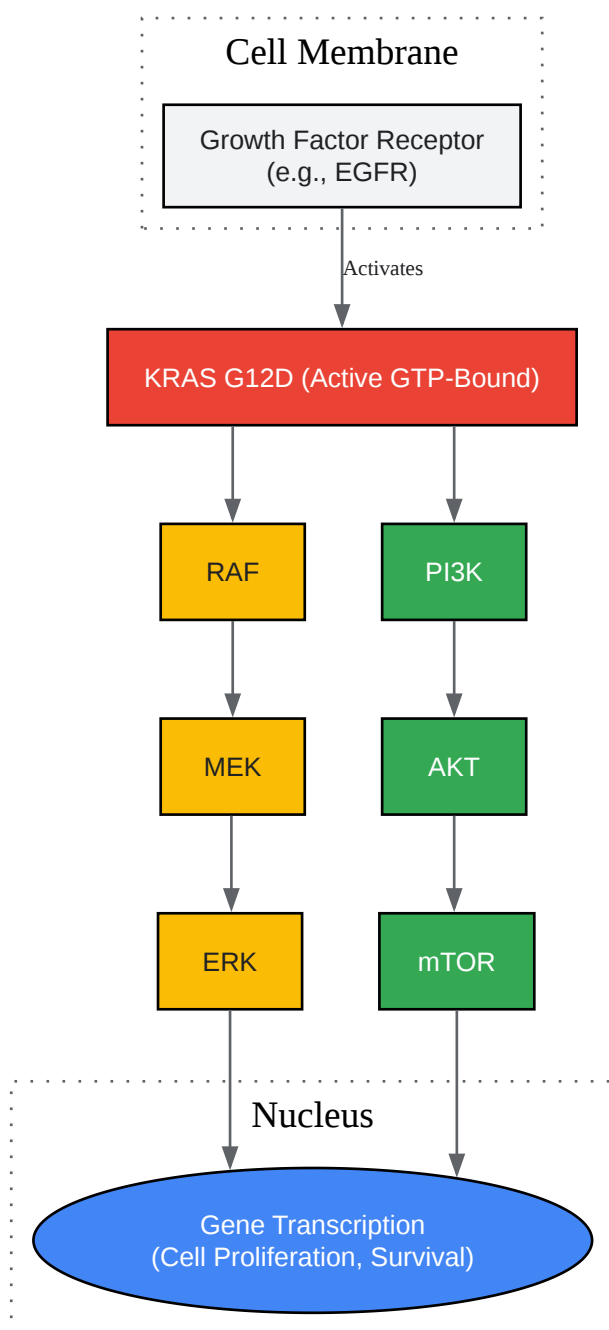 Cell Membrane
Growth Factor Receptor
(e.g., EGFR)
Activates
KRAS G12D (Active GTP-Bound)
RAF
PI3K
MEK
AKT
ERK
mTOR
Nucleus
Gene Transcription
(Cell Proliferation, Survival)